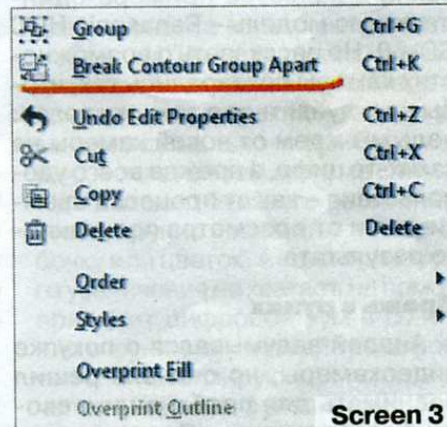 Group Ctrl+G
Break Contour Group Apart Ctrl+K
Undo Edit Properties Ctrl+Z
Cut Ctrl+X
Copy Ctrl+C
Delete Delete
Order
Styles
Overprint Fill
Overprint Outline
Screen 3